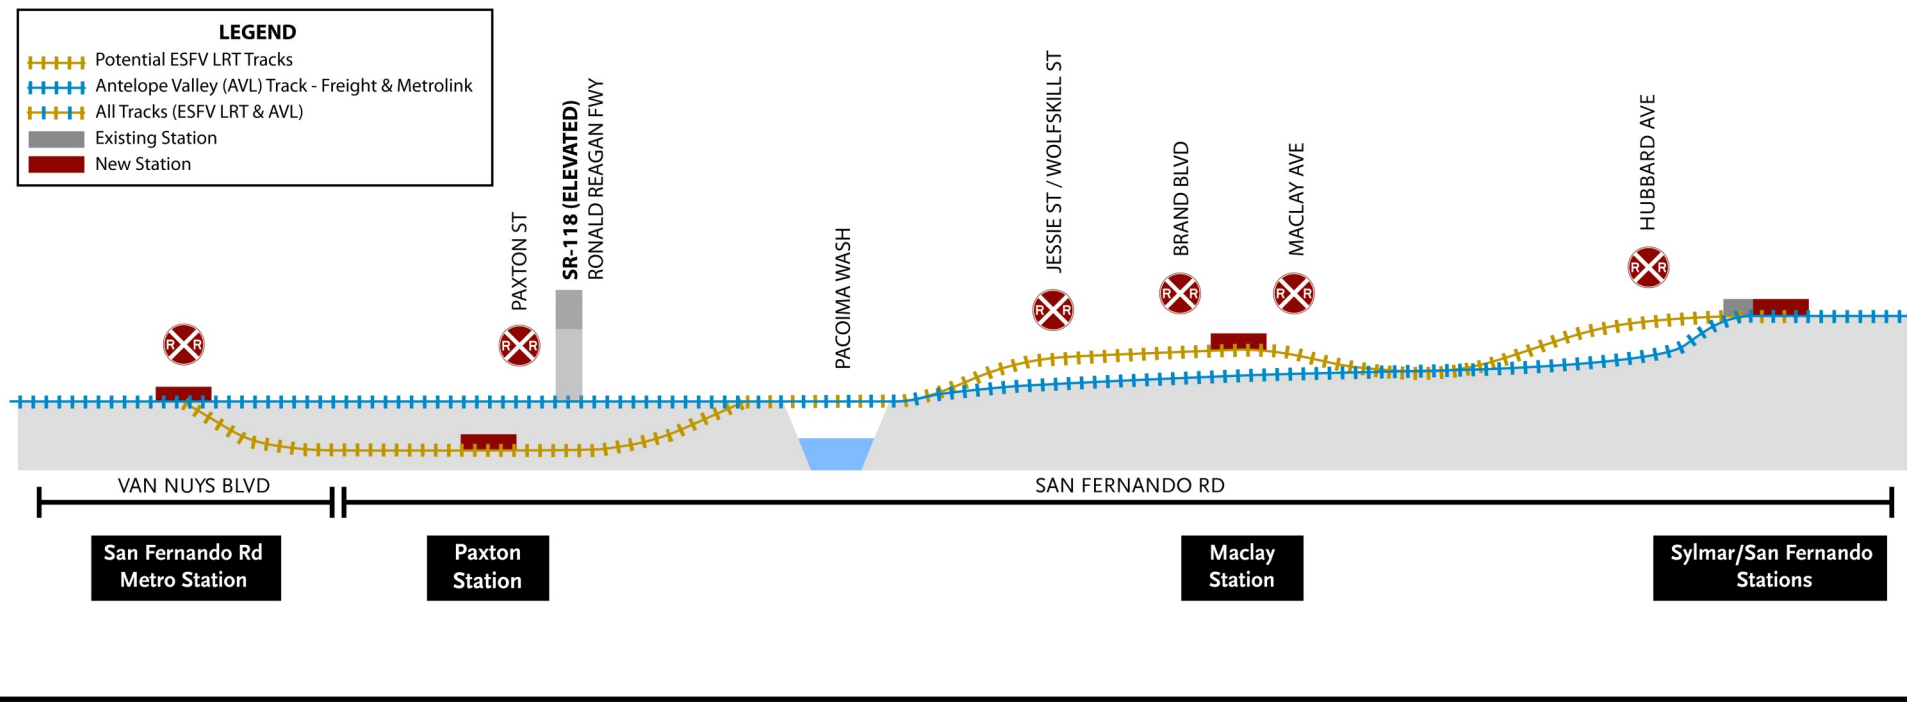 LEGEND
Potential ESFV LRT Tracks
Antelope Valley (AVL) Track - Freight & Metrolink
All Tracks (ESFV LRT & AVL)
Existing Station
New Station
PAXTON ST
SR-118 (ELEVATED)
RONALD REAGAN FWY
PACOIMA WASH
JESSIE ST / WOLFSKILL ST
BRAND BLVD
MACLAY AVE
HUBBARD AVE
R R
R R
R R
R R
R R
R R
VAN NUYS BLVD
SAN FERNANDO RD
San Fernando Rd
Metro Station
Paxton
Station
Maclay
Station
Sylmar/San Fernando
Stations